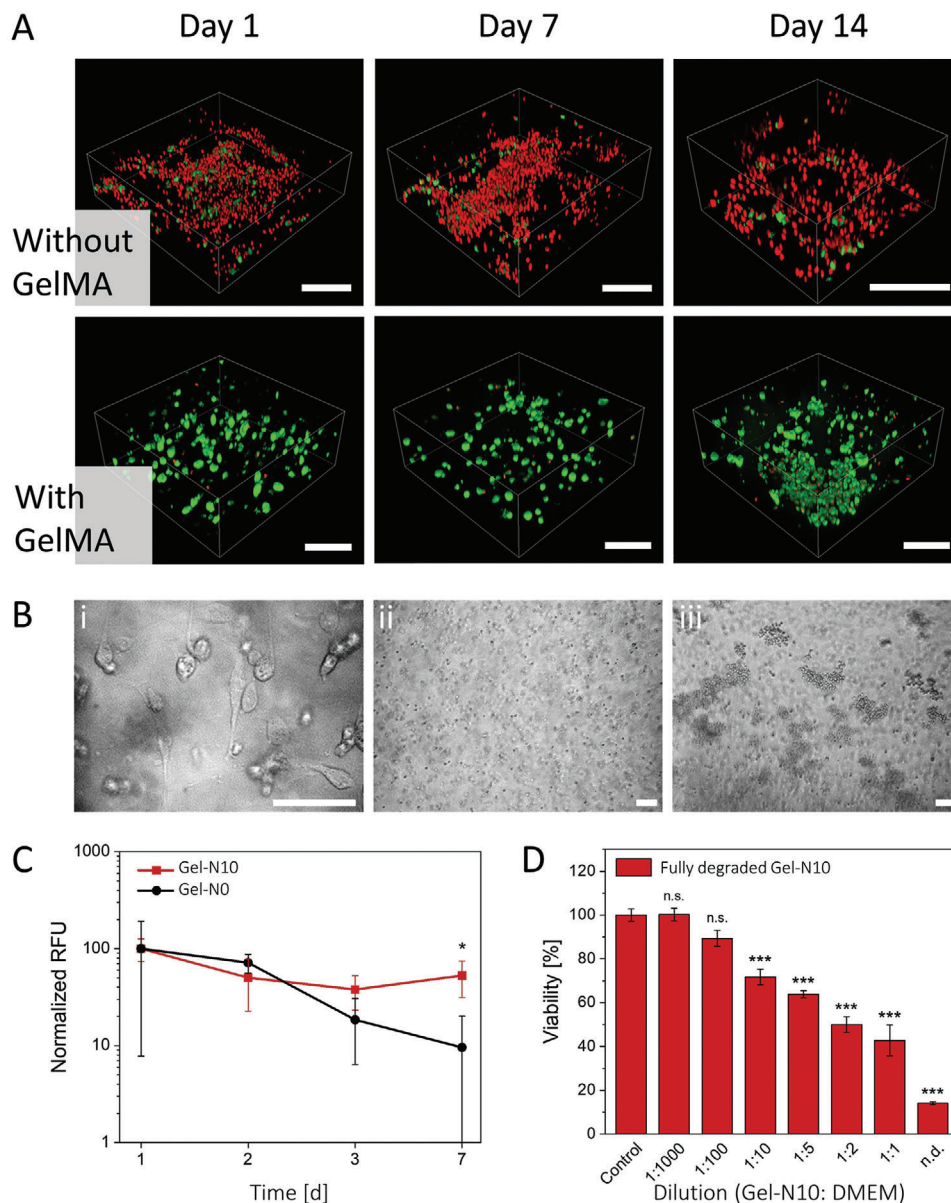 A
Day 1
Day 7
Day 14
Without
GelMA
With
GelMA
B
i
ii
iii
C
1000
100
10
1
Normalized RFU
Gel-N10
Gel-N0
*
1
2
3
7
Time [d]
D
120
100
80
60
40
20
0
Viability [%]
Fully degraded Gel-N10
n.s.
n.s.
***
***
***
***
***
Control
1:1000
1:100
1:10
1:5
1:2
1:1
n.d.
Dilution (Gel-N10: DMEM)